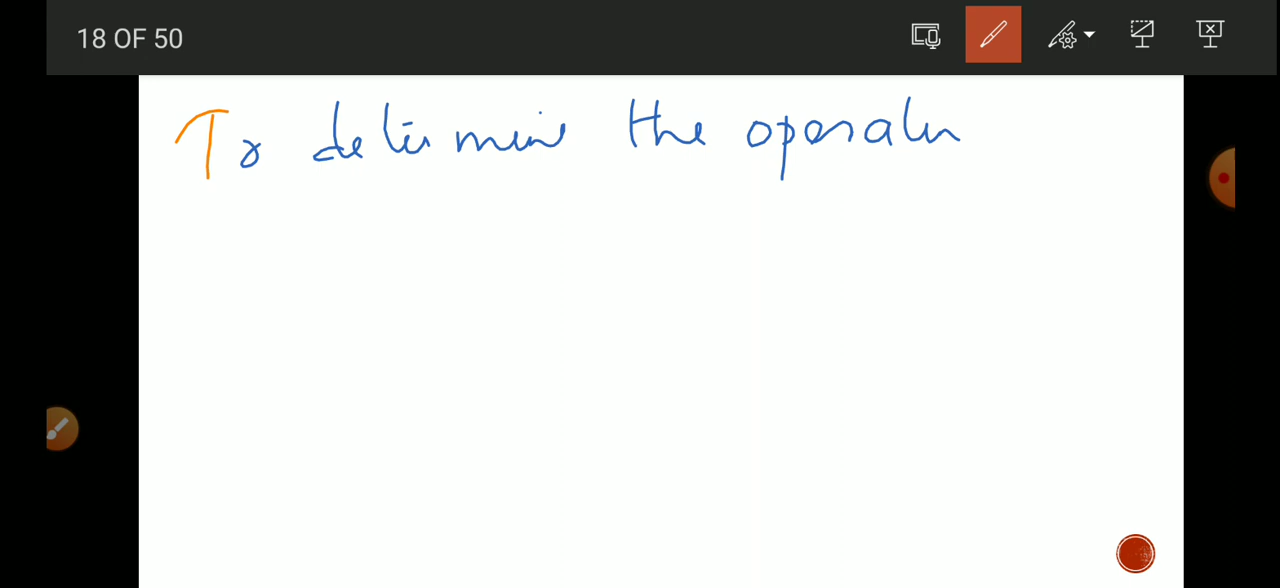 18 OF 50
To determine the operator